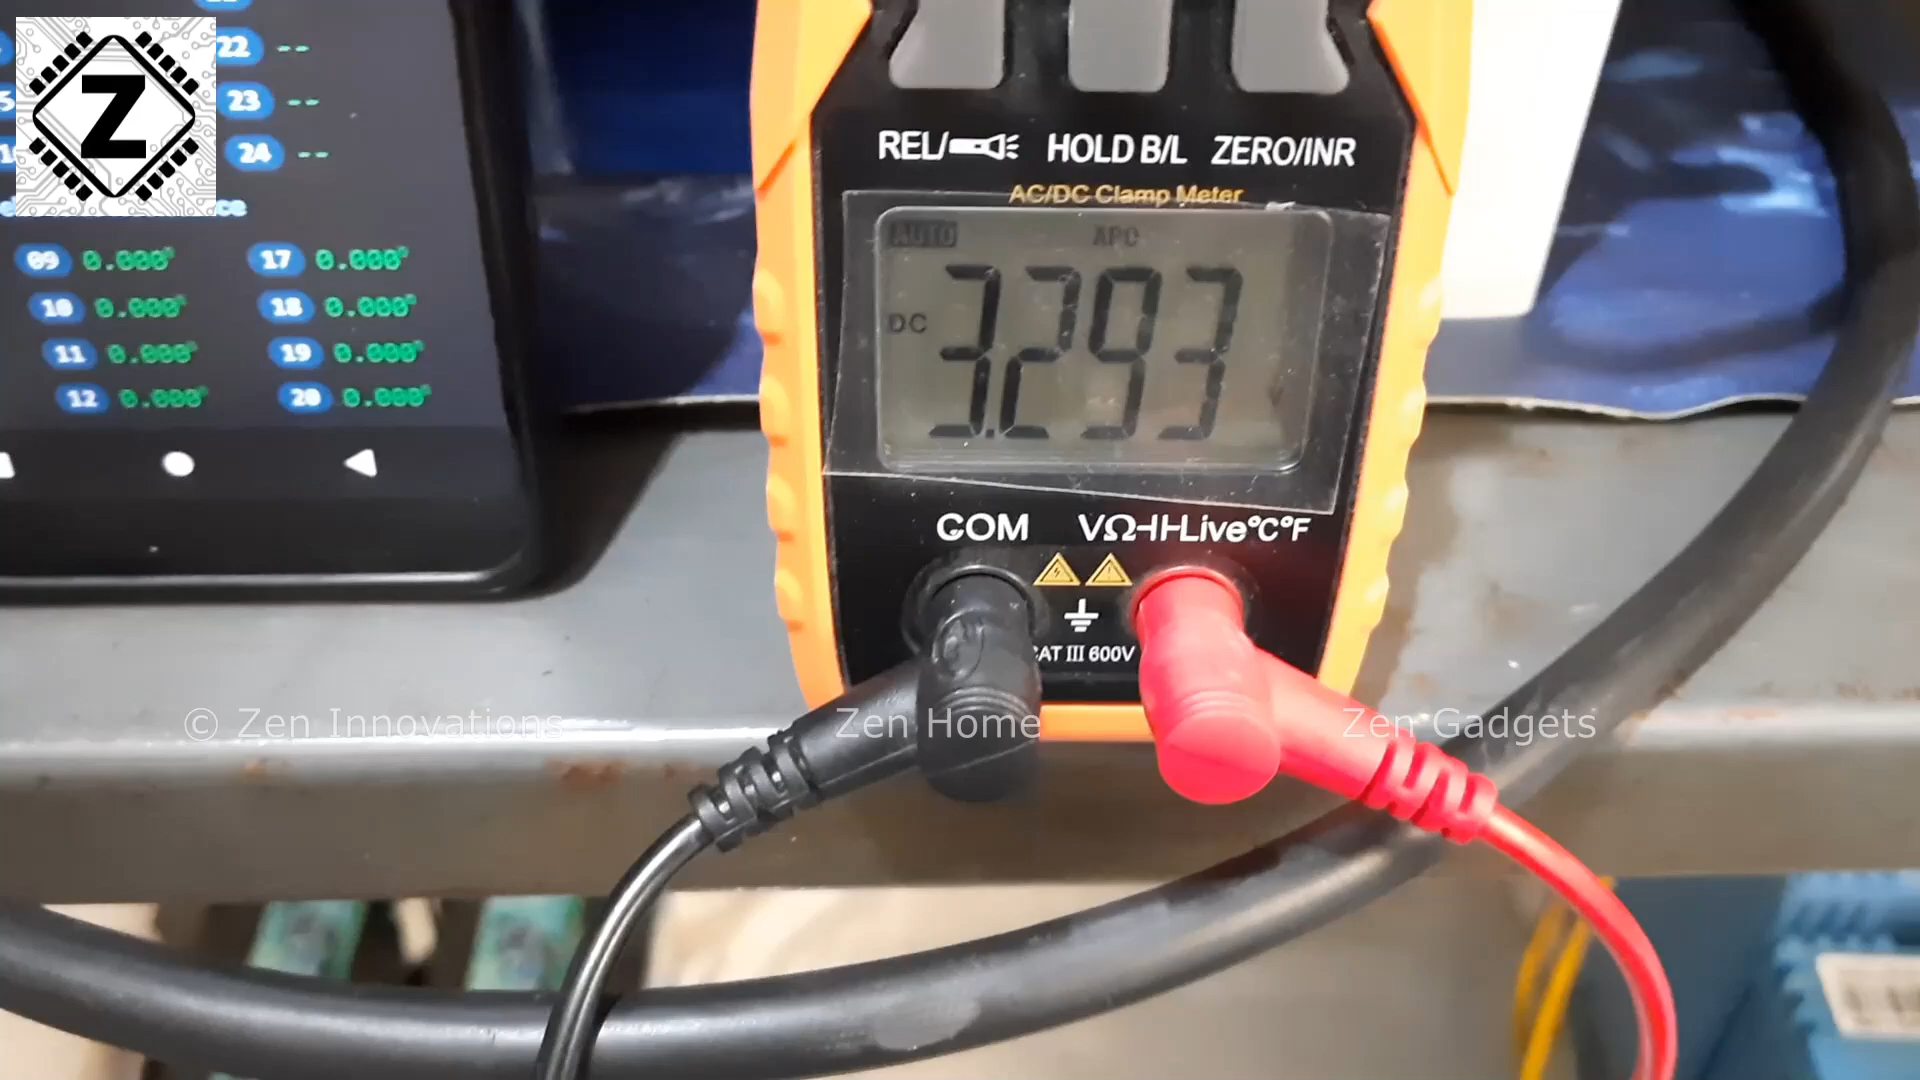 Z
22 --
23 --
24 --
09 0.000 17 0.000
10 0.000 18 0.000
11 0.000 19 0.000
12 0.000 20 0.000
REL/ HOLD B/L ZERO/INR
AC/DC Clamp Meter
AUTO APO
DC 3.293 V
COM VΩ⊣⊢Live°C°F
CAT III 600V
© Zen Innovations Zen Home Zen Gadgets